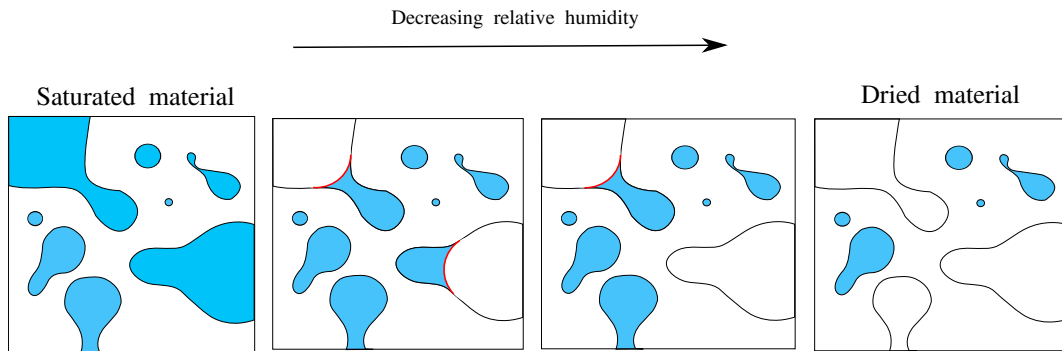 Decreasing relative humidity
Saturated material
Dried material